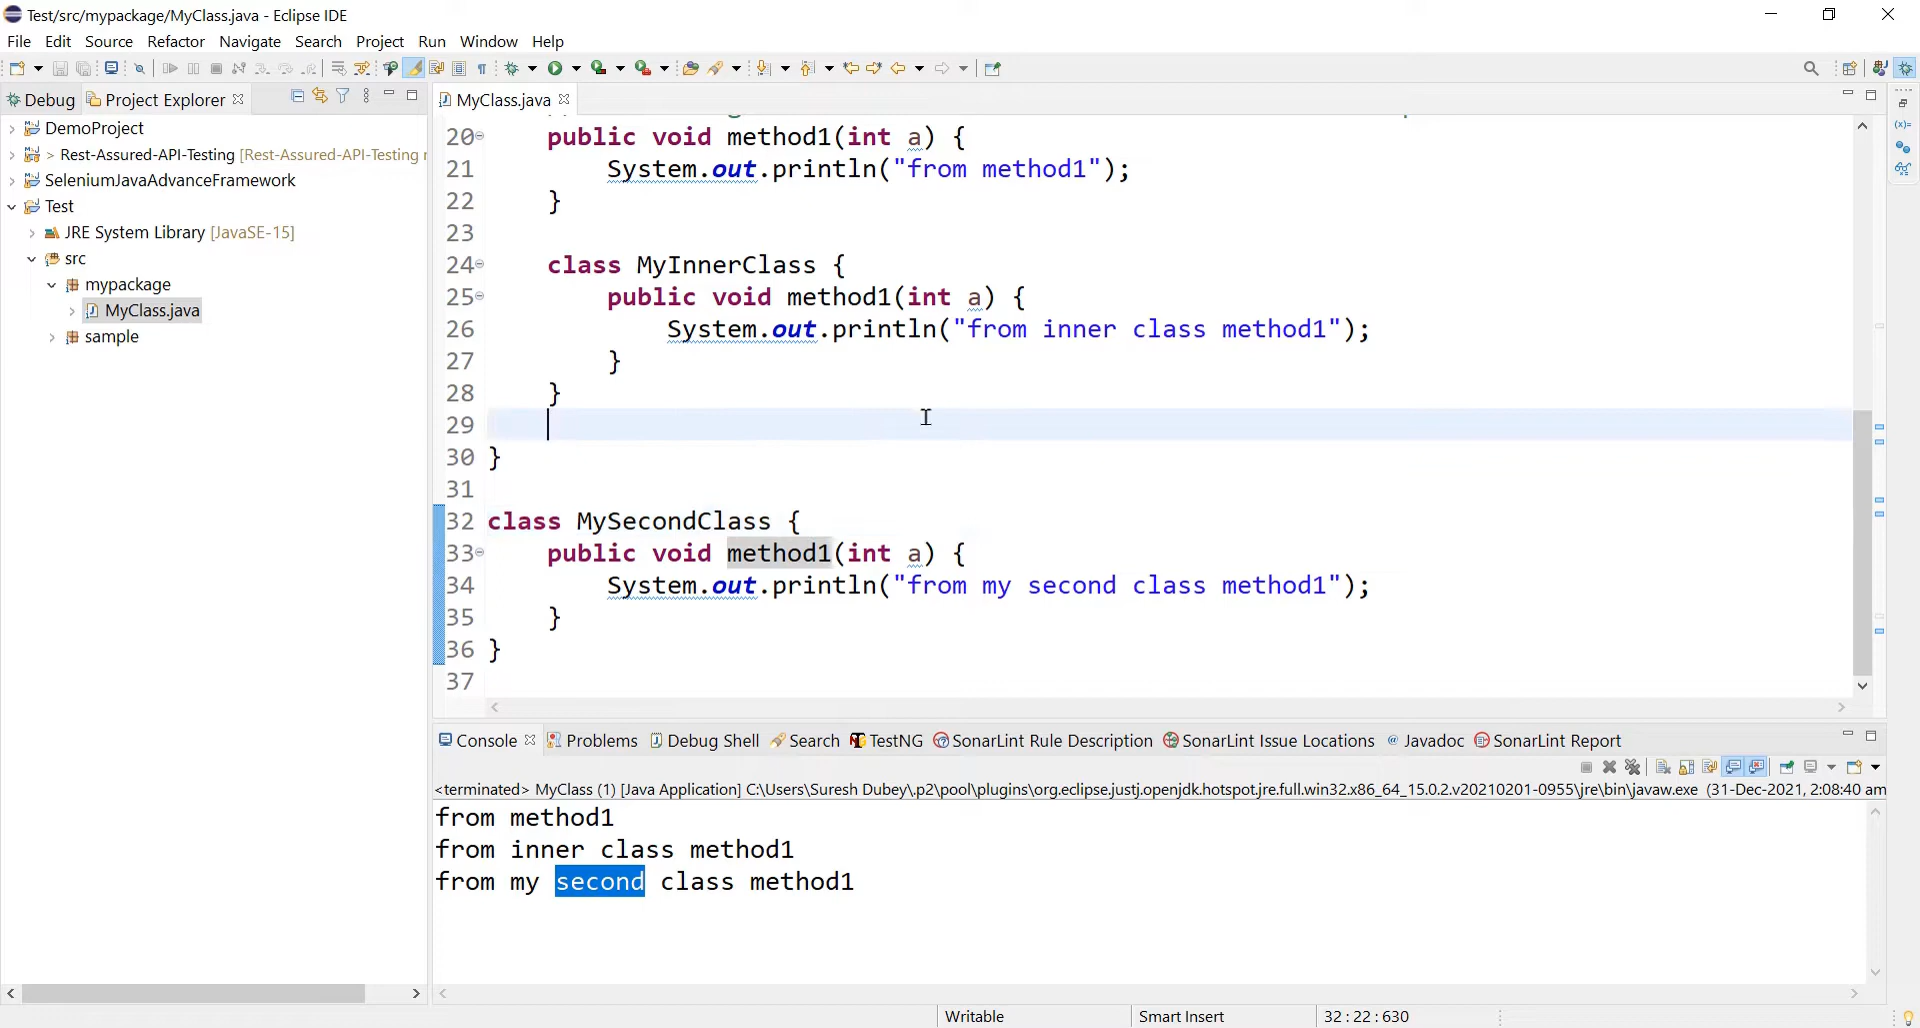 Test/src/mypackage/MyClass.java - Eclipse IDE
File Edit Source Refactor Navigate Search Project Run Window Help
Debug Project Explorer
DemoProject
> Rest-Assured-API-Testing [Rest-Assured-API-Testing
SeleniumJavaAdvanceFramework
Test
JRE System Library [JavaSE-15]
src
mypackage
MyClass.java
sample
MyClass.java
20 public void method1(int a) {
21 System.out.println("from method1");
22 }
23
24 class MyInnerClass {
25 public void method1(int a) {
26 System.out.println("from inner class method1");
27 }
28 }
29
30 }
31
32 class MySecondClass {
33 public void method1(int a) {
34 System.out.println("from my second class method1");
35 }
36 }
37
Console Problems Debug Shell Search TestNG SonarLint Rule Description SonarLint Issue Locations Javadoc SonarLint Report
<terminated> MyClass (1) [Java Application] C:\Users\Suresh Dubey\.p2\pool\plugins\org.eclipse.justj.openjdk.hotspot.jre.full.win32.x86_64_15.0.2.v20210201-0955\jre\bin\javaw.exe (31-Dec-2021, 2:08:40 am
from method1
from inner class method1
from my second class method1
Writable Smart Insert 32 : 22 : 630